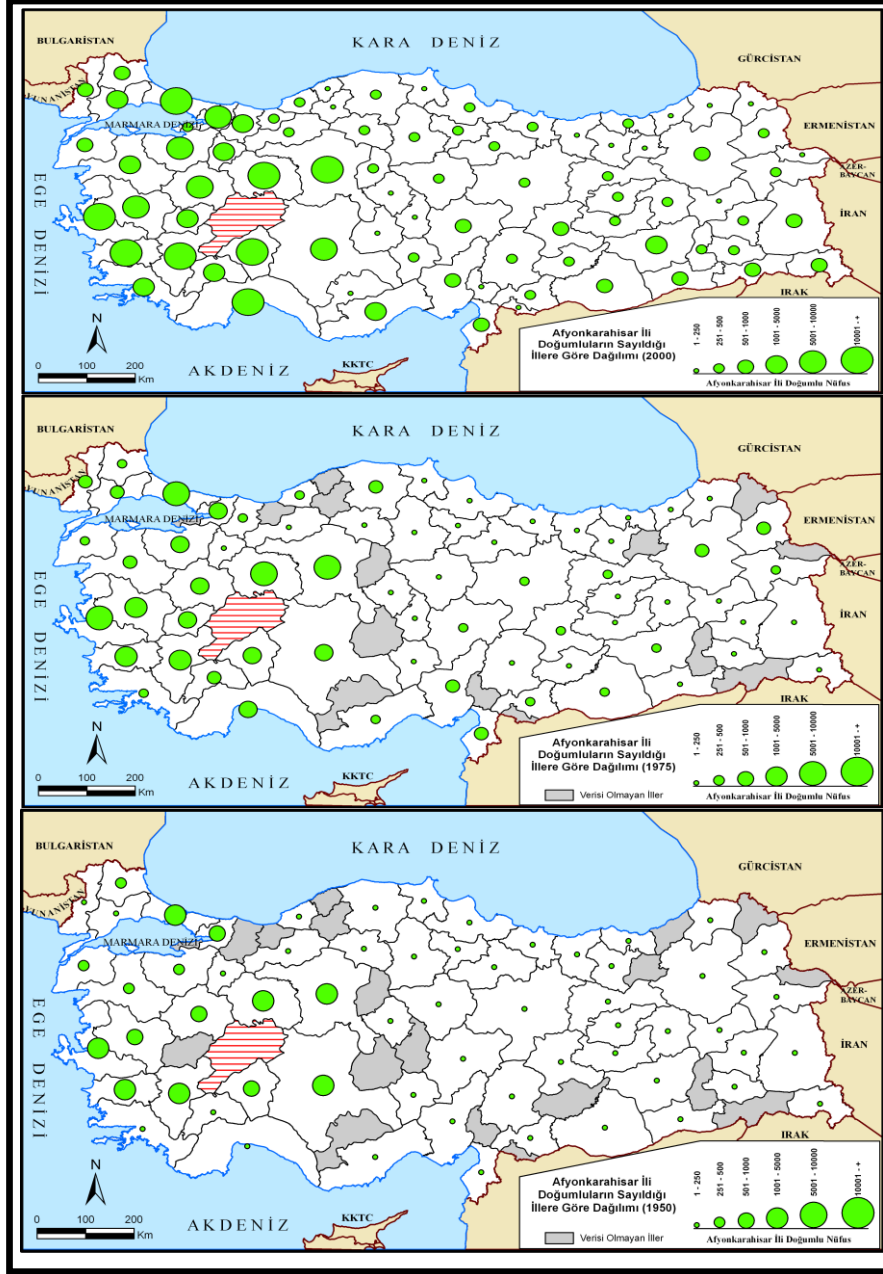 BULGARİSTAN
KARA DENİZ
GÜRCİSTAN
YUNANİSTAN
MARMARA DENİZİ
ERMENİSTAN
AZER-
BAYCAN
EGE DENİZİ
İRAN
IRAK
N
0 100 200
Km
AKDENİZ
KKTC
Afyonkarahisar İli
Doğumluların Sayıldığı
İllere Göre Dağılımı (2000)
1 - 250
251 - 500
501 - 1000
1001 - 5000
5001 - 10000
10001 - +
Afyonkarahisar İli Doğumlu Nüfus
BULGARİSTAN
KARA DENİZ
GÜRCİSTAN
YUNANİSTAN
MARMARA DENİZİ
ERMENİSTAN
AZER-
BAYCAN
EGE DENİZİ
İRAN
IRAK
N
0 100 200
Km
AKDENİZ
KKTC
Afyonkarahisar İli
Doğumluların Sayıldığı
İllere Göre Dağılımı (1975)
1 - 250
251 - 500
501 - 1000
1001 - 5000
5001 - 10000
10001 - +
Verisi Olmayan İller
Afyonkarahisar İli Doğumlu Nüfus
BULGARİSTAN
KARA DENİZ
GÜRCİSTAN
YUNANİSTAN
MARMARA DENİZİ
ERMENİSTAN
AZER-
BAYCAN
EGE DENİZİ
İRAN
IRAK
N
0 100 200
Km
AKDENİZ
KKTC
Afyonkarahisar İli
Doğumluların Sayıldığı
İllere Göre Dağılımı (1950)
1 - 250
251 - 500
501 - 1000
1001 - 5000
5001 - 10000
10001 - +
Verisi Olmayan İller
Afyonkarahisar İli Doğumlu Nüfus